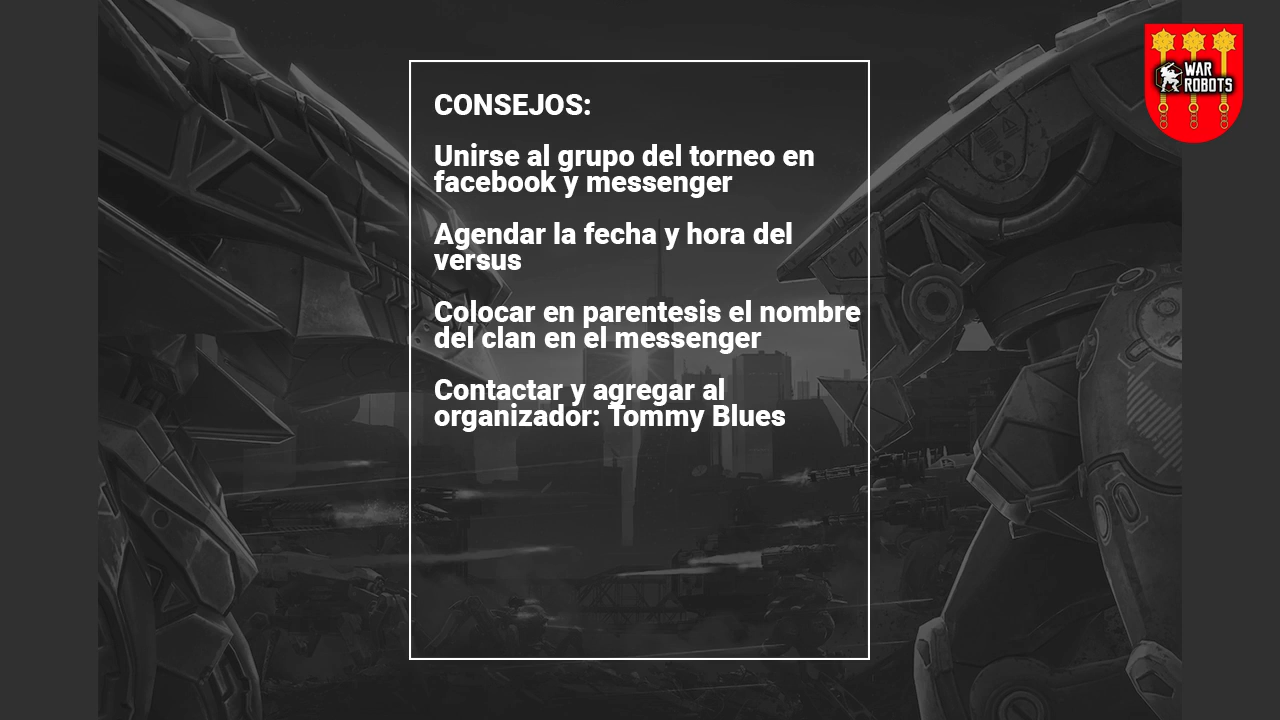 CONSEJOS:
Unirse al grupo del torneo en
facebook y messenger
Agendar la fecha y hora del
versus
Colocar en parentesis el nombre
del clan en el messenger
Contactar y agregar al
organizador: Tommy Blues
WAR
ROBOTS